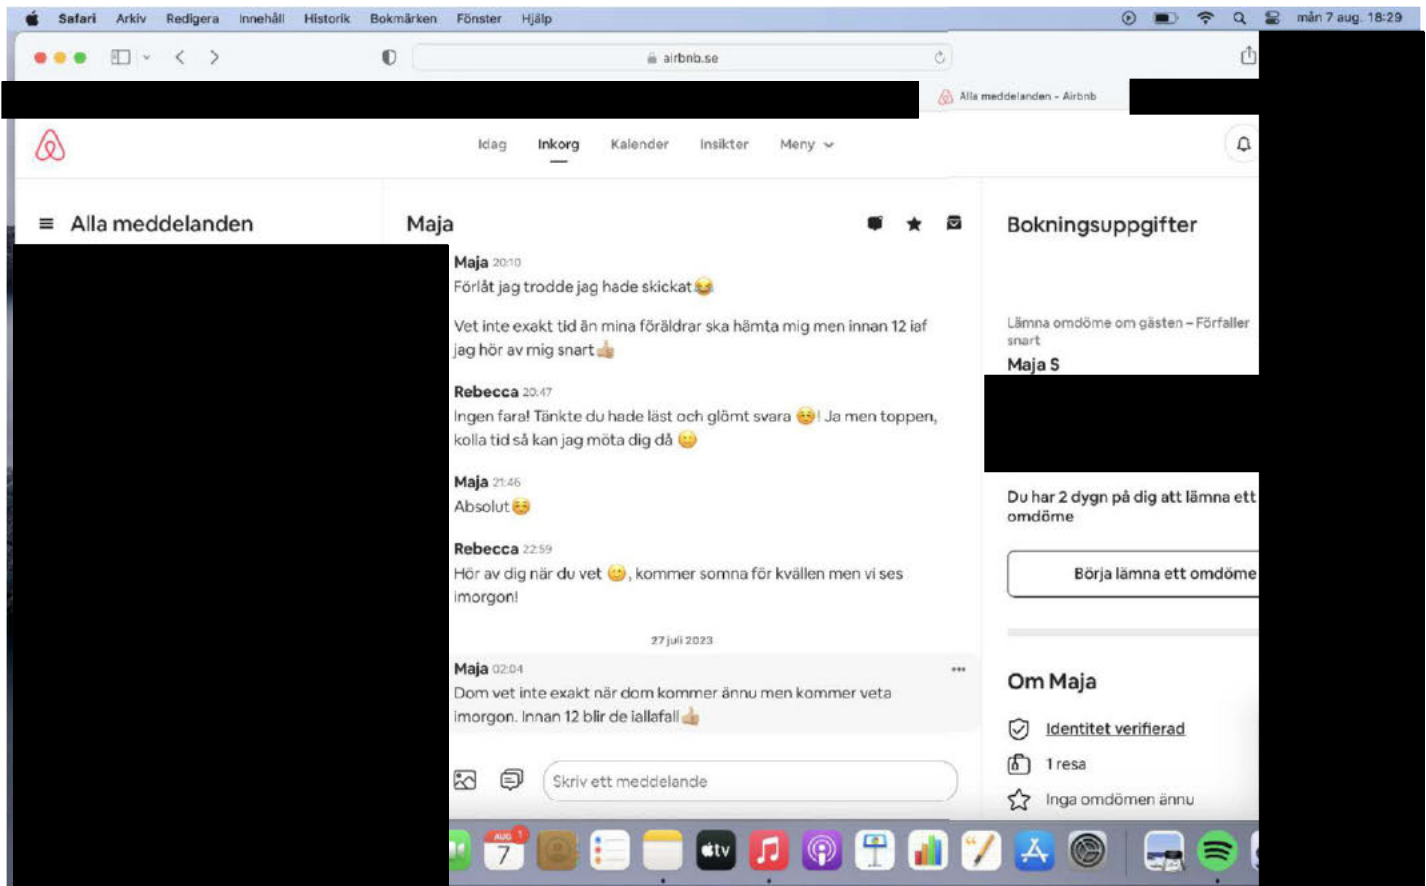 Safari Arkiv Redigera Innehåll Historik Bokmärken Fönster Hjälp mån 7 aug. 18:29
airbnb.se
Alla meddelanden – Airbnb
Idag Inkorg Kalender Insikter Meny
Alla meddelanden
Maja
Maja 20:10
Förlåt jag trodde jag hade skickat😂
Vet inte exakt tid än mina föräldrar ska hämta mig men innan 12 iaf
jag hör av mig snart👍🏼
Rebecca 20:47
Ingen fara! Tänkte du hade läst och glömt svara ☺️! Ja men toppen,
kolla tid så kan jag möta dig då 🙂
Maja 21:46
Absolut☺️
Rebecca 22:59
Hör av dig när du vet 🙂, kommer somna för kvällen men vi ses
imorgon!
27 juli 2023
Maja 02:04
Dom vet inte exakt när dom kommer ännu men kommer veta
imorgon. Innan 12 blir de iallafall👍🏼
Skriv ett meddelande
Bokningsuppgifter
Lämna omdöme om gästen – Förfaller
snart
Maja S
Du har 2 dygn på dig att lämna ett
omdöme
Börja lämna ett omdöme
Om Maja
Identitet verifierad
1 resa
Inga omdömen ännu
AUG 1
7
tv